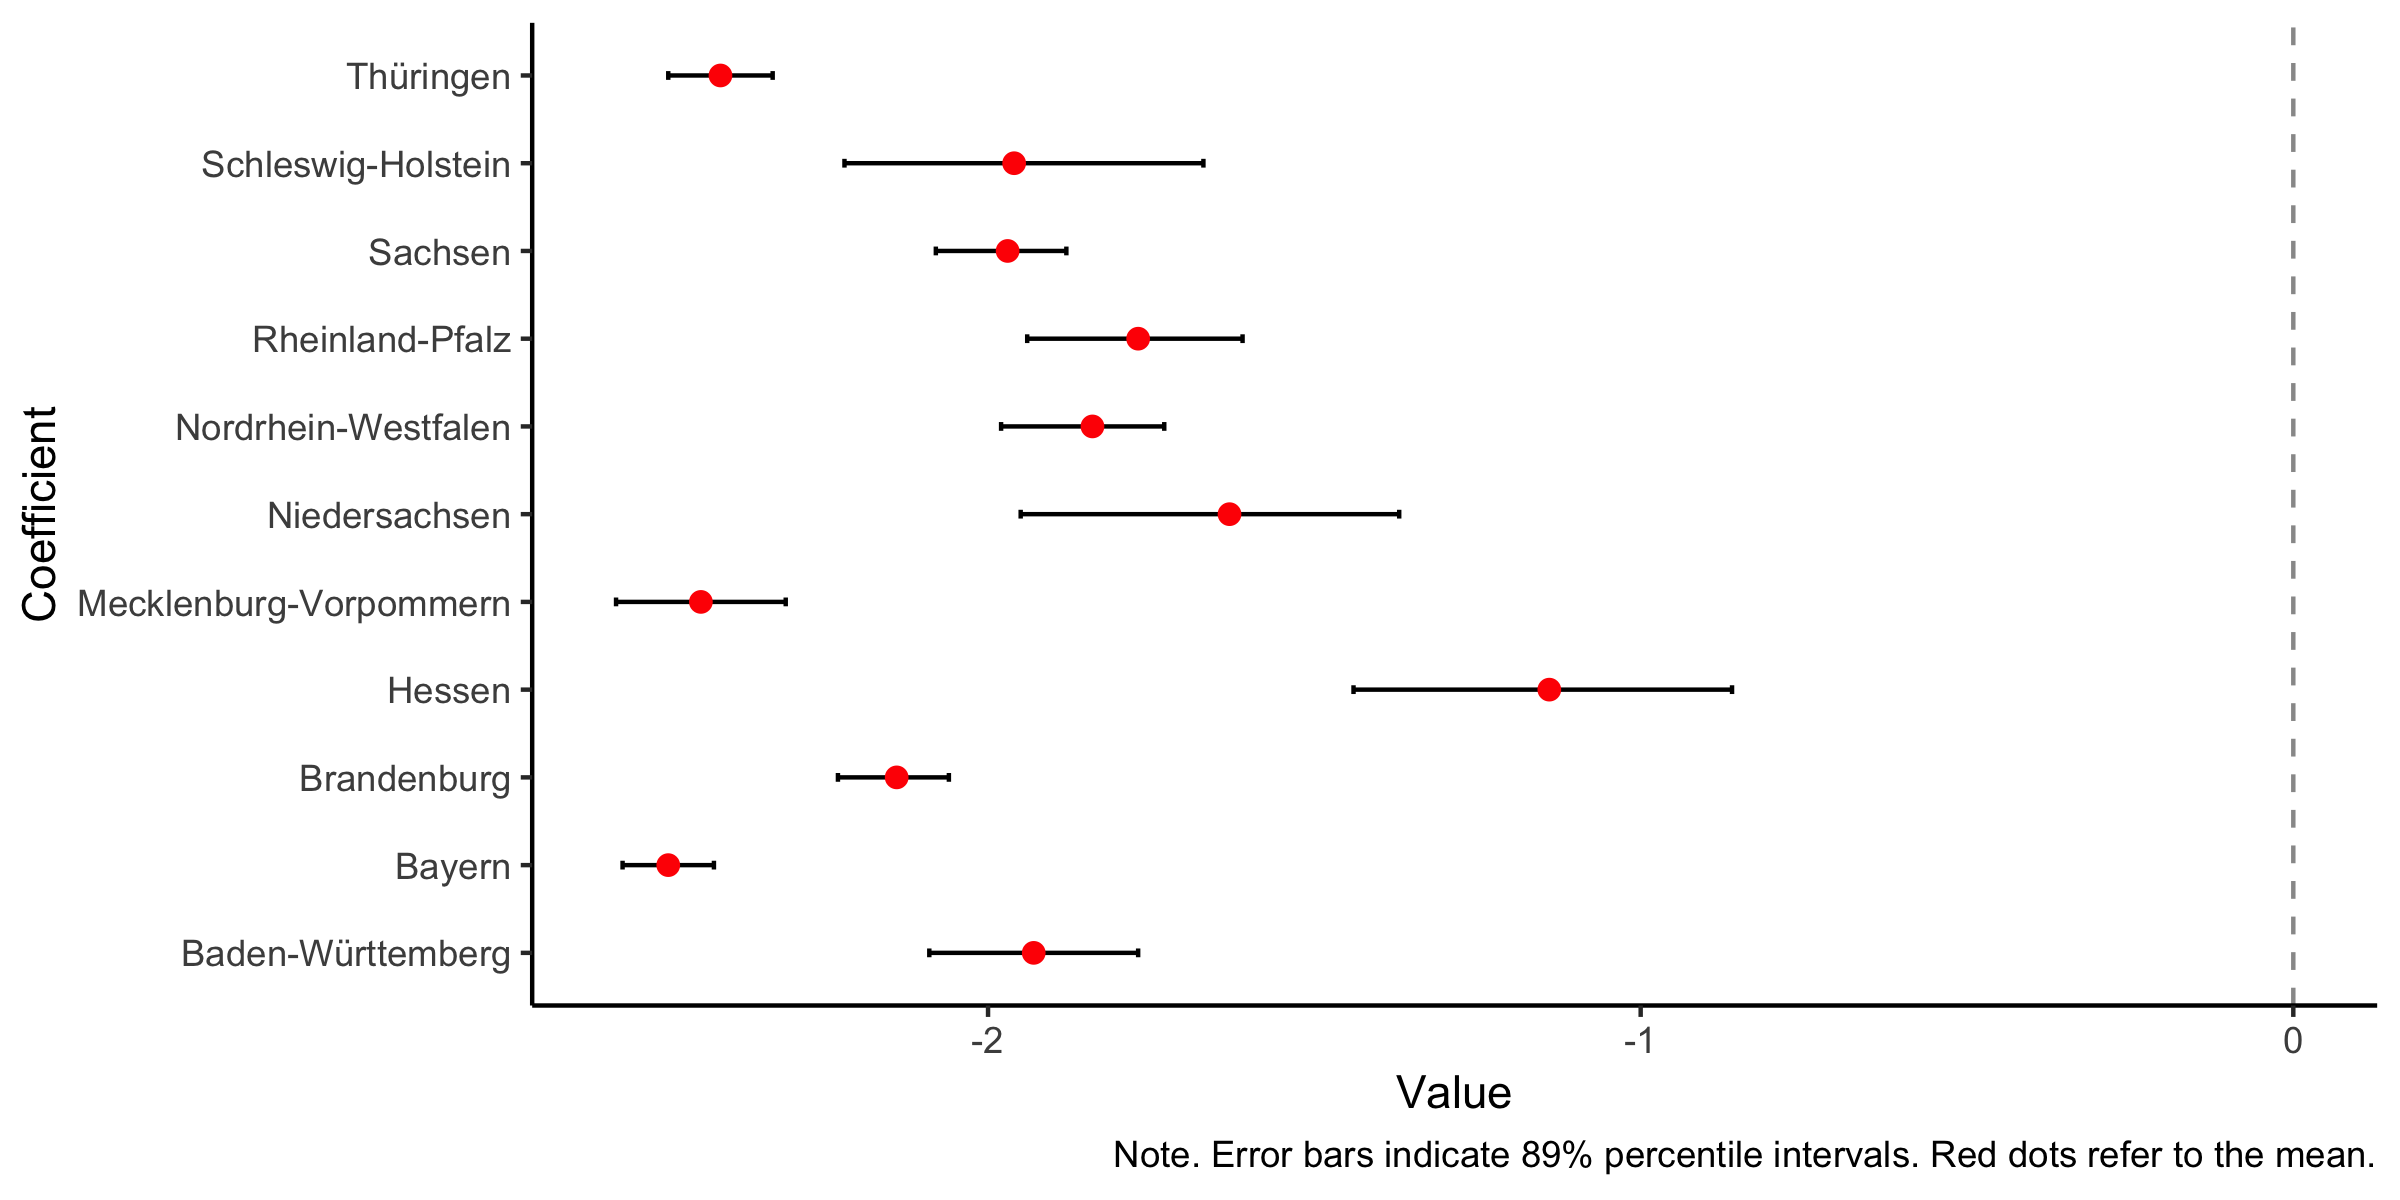 Thüringen
Schleswig-Holstein
Sachsen
Rheinland-Pfalz
Nordrhein-Westfalen
Niedersachsen
Mecklenburg-Vorpommern
Hessen
Brandenburg
Bayern
Baden-Württemberg
Coefficient
-2
-1
0
Value
Note. Error bars indicate 89% percentile intervals. Red dots refer to the mean.